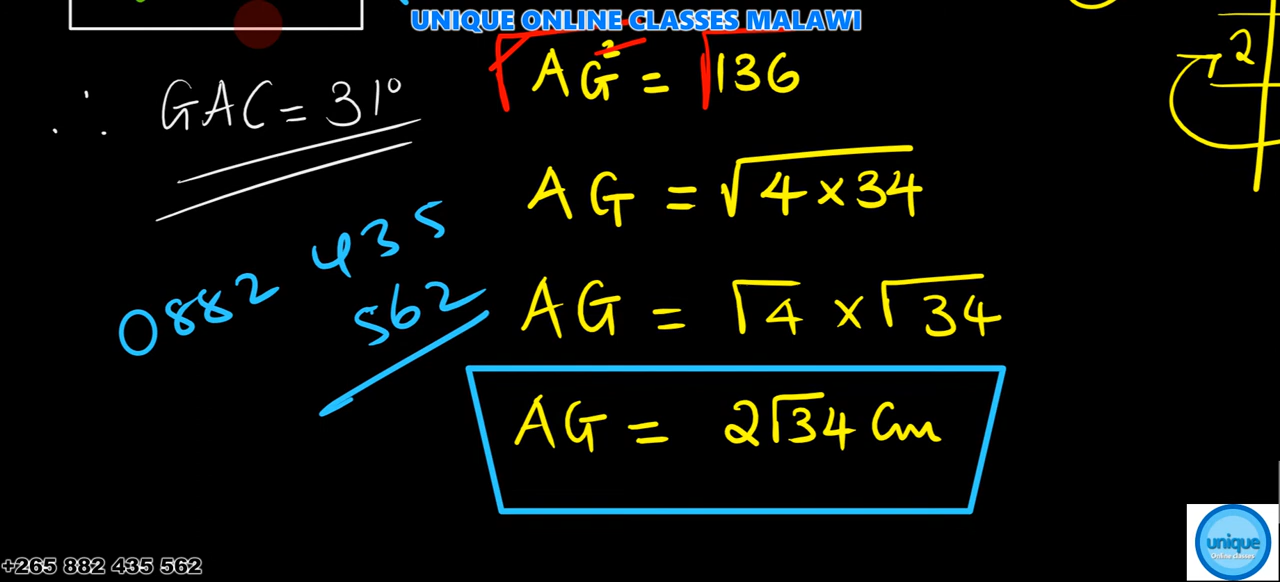 UNIQUE ONLINE CLASSES MALAWI
∴ GAC = 31°
0882 435
562
√AG² = √136
AG = √4×34
AG = √4 × √34
AG = 2√34 cm
2
unique
Online classes
+265 882 435 562